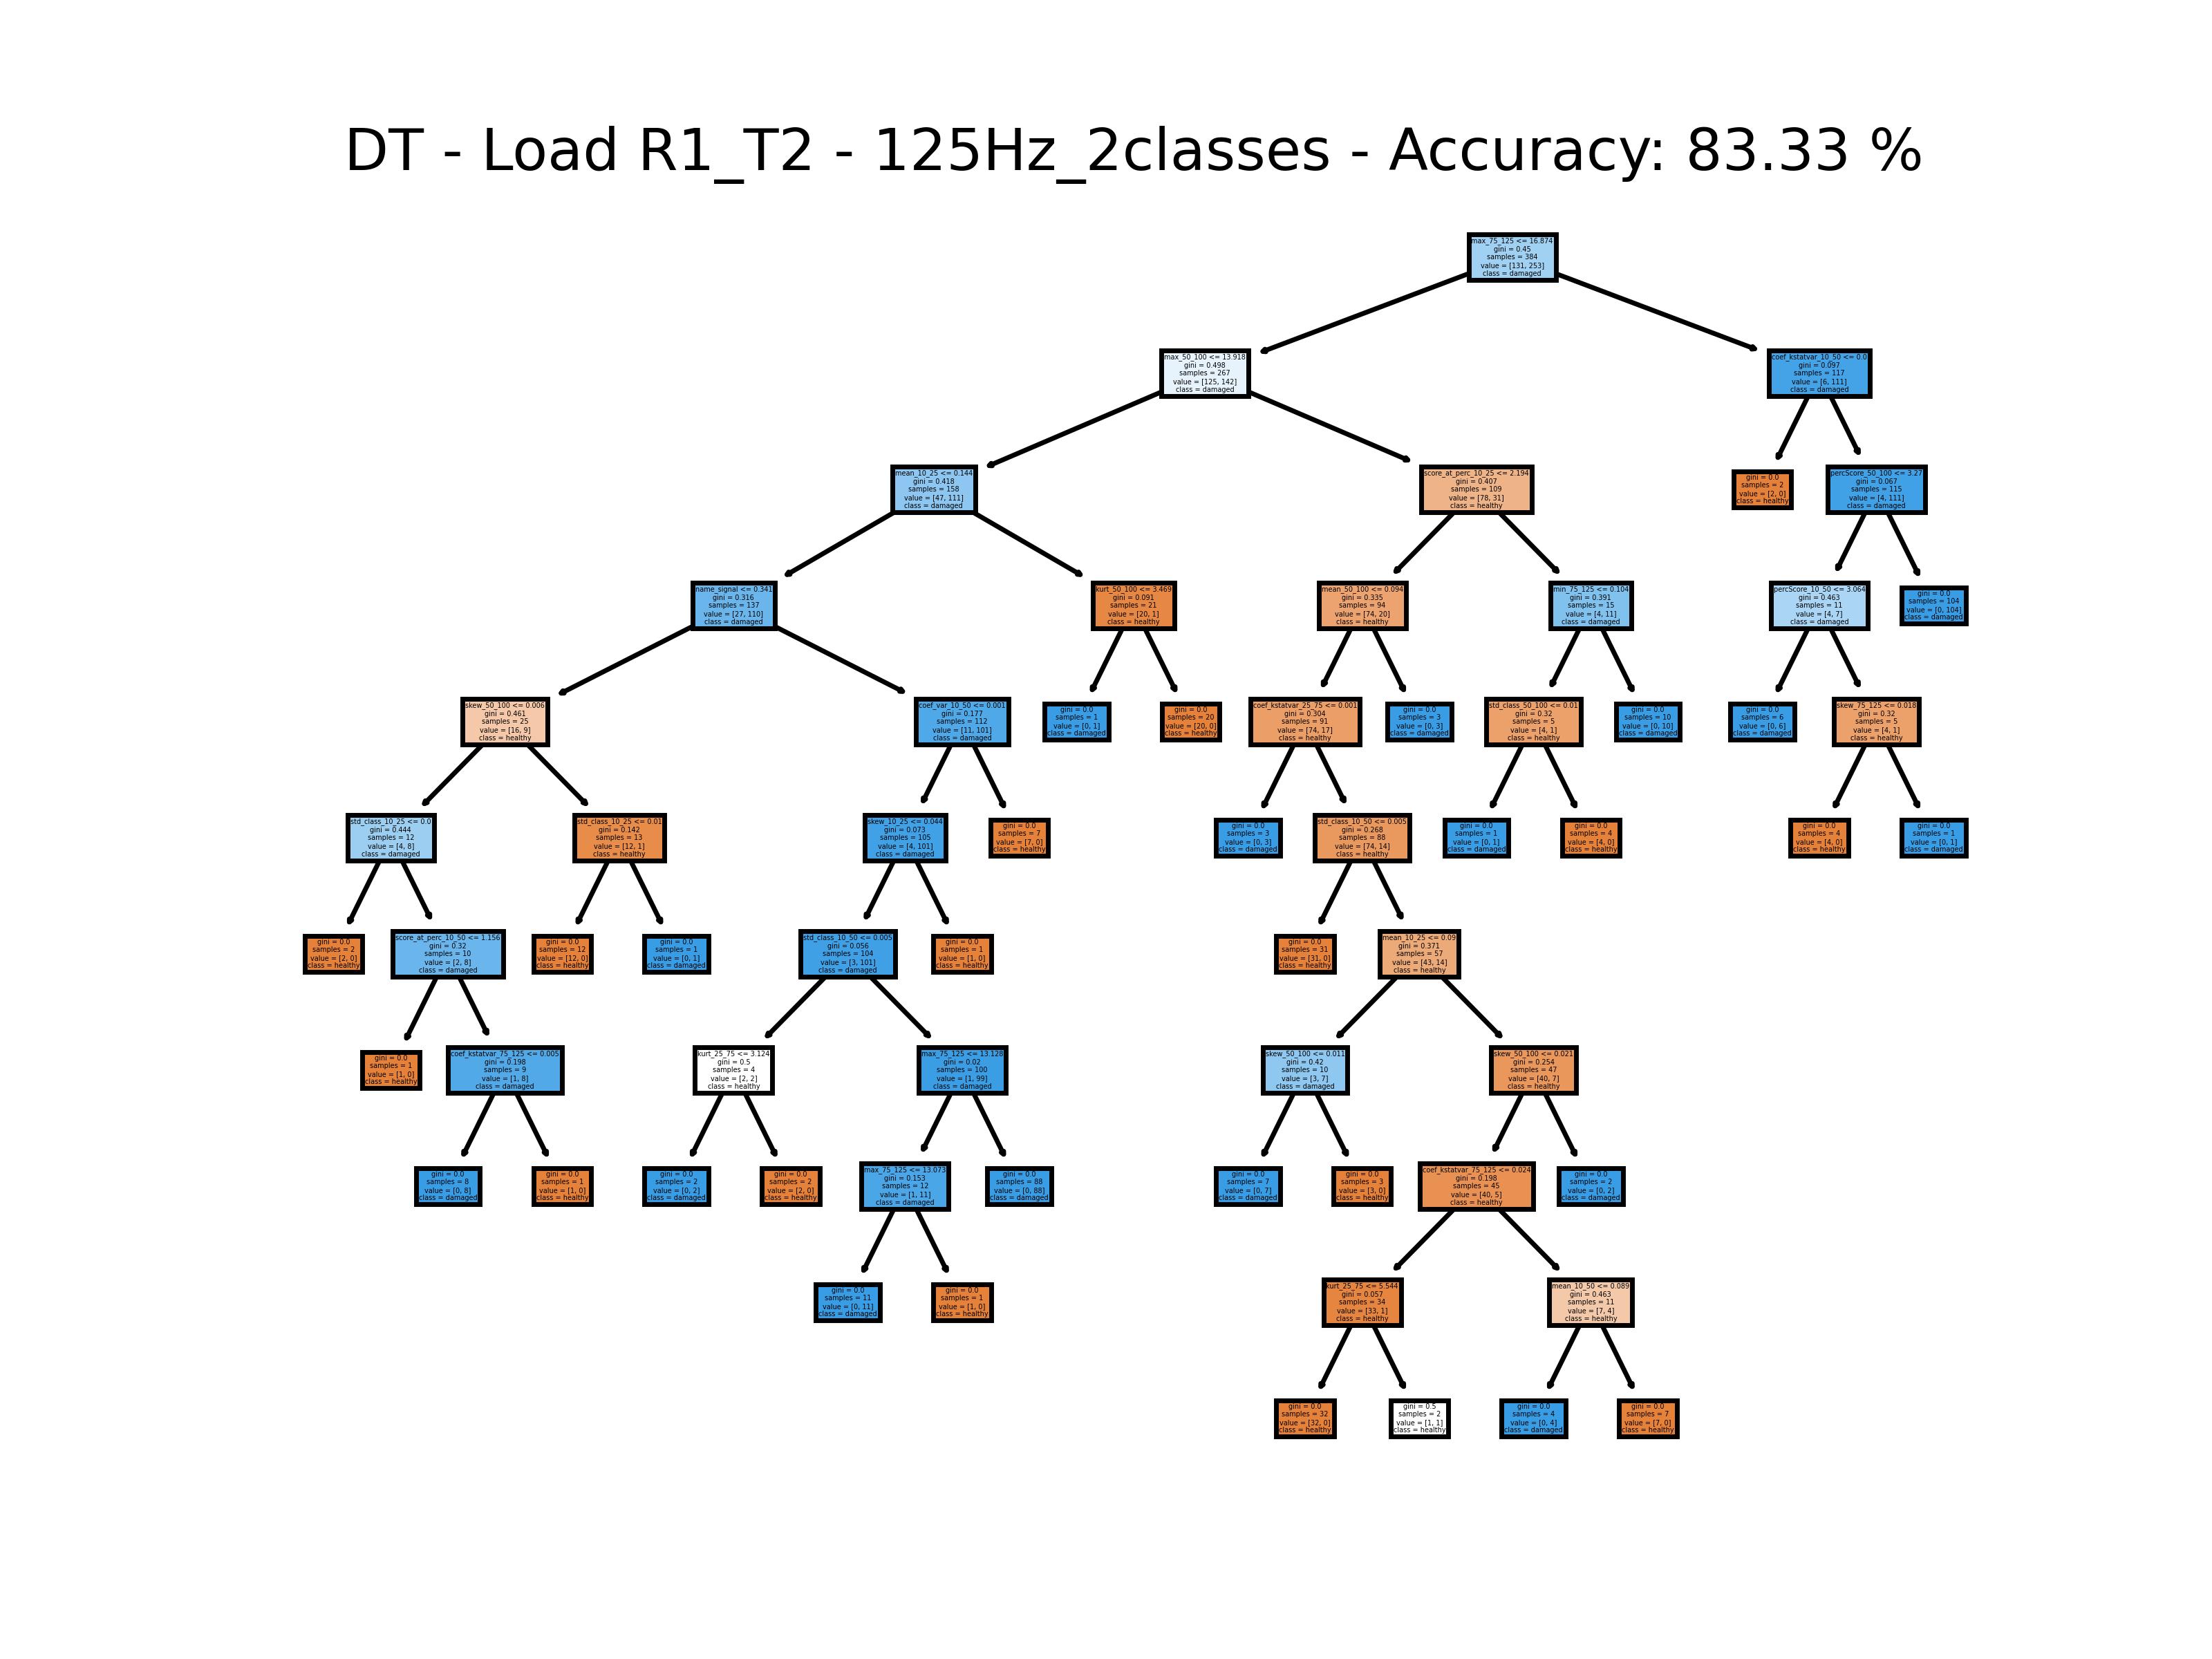 DT - Load R1_T2 - 125Hz_2classes - Accuracy: 83.33 %
max_75_125 <= 16.874
gini = 0.45
samples = 384
value = [131, 253]
class = damaged
max_50_100 <= 13.918
gini = 0.498
samples = 267
value = [125, 142]
class = damaged
coef_kstatvar_10_50 <= 0.0
gini = 0.097
samples = 117
value = [6, 111]
class = damaged
mean_10_25 <= 0.144
gini = 0.418
samples = 158
value = [47, 111]
class = damaged
score_at_perc_10_25 <= 2.194
gini = 0.407
samples = 109
value = [78, 31]
class = healthy
gini = 0.0
samples = 2
value = [2, 0]
class = healthy
percScore_50_100 <= 3.27
gini = 0.067
samples = 115
value = [4, 111]
class = damaged
name_signal <= 0.341
gini = 0.316
samples = 137
value = [27, 110]
class = damaged
kurt_50_100 <= 3.469
gini = 0.091
samples = 21
value = [20, 1]
class = healthy
mean_50_100 <= 0.094
gini = 0.335
samples = 94
value = [74, 20]
class = healthy
min_75_125 <= 0.104
gini = 0.391
samples = 15
value = [4, 11]
class = damaged
percScore_10_50 <= 3.064
gini = 0.463
samples = 11
value = [4, 7]
class = damaged
gini = 0.0
samples = 104
value = [0, 104]
class = damaged
skew_50_100 <= 0.006
gini = 0.461
samples = 25
value = [16, 9]
class = healthy
coef_var_10_50 <= 0.001
gini = 0.177
samples = 112
value = [11, 101]
class = damaged
gini = 0.0
samples = 1
value = [0, 1]
class = damaged
gini = 0.0
samples = 20
value = [20, 0]
class = healthy
coef_kstatvar_25_75 <= 0.001
gini = 0.304
samples = 91
value = [74, 17]
class = healthy
gini = 0.0
samples = 3
value = [0, 3]
class = damaged
std_class_50_100 <= 0.01
gini = 0.32
samples = 5
value = [4, 1]
class = healthy
gini = 0.0
samples = 10
value = [0, 10]
class = damaged
gini = 0.0
samples = 6
value = [0, 6]
class = damaged
skew_75_125 <= 0.018
gini = 0.32
samples = 5
value = [4, 1]
class = healthy
std_class_10_25 <= 0.0
gini = 0.444
samples = 12
value = [4, 8]
class = damaged
std_class_10_25 <= 0.01
gini = 0.142
samples = 13
value = [12, 1]
class = healthy
skew_10_25 <= 0.044
gini = 0.073
samples = 105
value = [4, 101]
class = damaged
gini = 0.0
samples = 7
value = [7, 0]
class = healthy
gini = 0.0
samples = 3
value = [0, 3]
class = damaged
std_class_10_50 <= 0.005
gini = 0.268
samples = 88
value = [74, 14]
class = healthy
gini = 0.0
samples = 1
value = [0, 1]
class = damaged
gini = 0.0
samples = 4
value = [4, 0]
class = healthy
gini = 0.0
samples = 4
value = [4, 0]
class = healthy
gini = 0.0
samples = 1
value = [0, 1]
class = damaged
gini = 0.0
samples = 2
value = [2, 0]
class = healthy
score_at_perc_10_50 <= 1.156
gini = 0.32
samples = 10
value = [2, 8]
class = damaged
gini = 0.0
samples = 12
value = [12, 0]
class = healthy
gini = 0.0
samples = 1
value = [0, 1]
class = damaged
std_class_10_50 <= 0.005
gini = 0.056
samples = 104
value = [3, 101]
class = damaged
gini = 0.0
samples = 1
value = [1, 0]
class = healthy
gini = 0.0
samples = 31
value = [31, 0]
class = healthy
mean_10_25 <= 0.09
gini = 0.371
samples = 57
value = [43, 14]
class = healthy
gini = 0.0
samples = 1
value = [1, 0]
class = healthy
coef_kstatvar_75_125 <= 0.005
gini = 0.198
samples = 9
value = [1, 8]
class = damaged
kurt_25_75 <= 3.124
gini = 0.5
samples = 4
value = [2, 2]
class = healthy
max_75_125 <= 13.128
gini = 0.02
samples = 100
value = [1, 99]
class = damaged
skew_50_100 <= 0.011
gini = 0.42
samples = 10
value = [3, 7]
class = damaged
skew_50_100 <= 0.021
gini = 0.254
samples = 47
value = [40, 7]
class = healthy
gini = 0.0
samples = 8
value = [0, 8]
class = damaged
gini = 0.0
samples = 1
value = [1, 0]
class = healthy
gini = 0.0
samples = 2
value = [0, 2]
class = damaged
gini = 0.0
samples = 2
value = [2, 0]
class = healthy
max_75_125 <= 13.073
gini = 0.153
samples = 12
value = [1, 11]
class = damaged
gini = 0.0
samples = 88
value = [0, 88]
class = damaged
gini = 0.0
samples = 7
value = [0, 7]
class = damaged
gini = 0.0
samples = 3
value = [3, 0]
class = healthy
coef_kstatvar_75_125 <= 0.024
gini = 0.198
samples = 45
value = [40, 5]
class = healthy
gini = 0.0
samples = 2
value = [0, 2]
class = damaged
gini = 0.0
samples = 11
value = [0, 11]
class = damaged
gini = 0.0
samples = 1
value = [1, 0]
class = healthy
kurt_25_75 <= 5.544
gini = 0.057
samples = 34
value = [33, 1]
class = healthy
mean_10_50 <= 0.089
gini = 0.463
samples = 11
value = [7, 4]
class = healthy
gini = 0.0
samples = 32
value = [32, 0]
class = healthy
gini = 0.5
samples = 2
value = [1, 1]
class = healthy
gini = 0.0
samples = 4
value = [0, 4]
class = damaged
gini = 0.0
samples = 7
value = [7, 0]
class = healthy